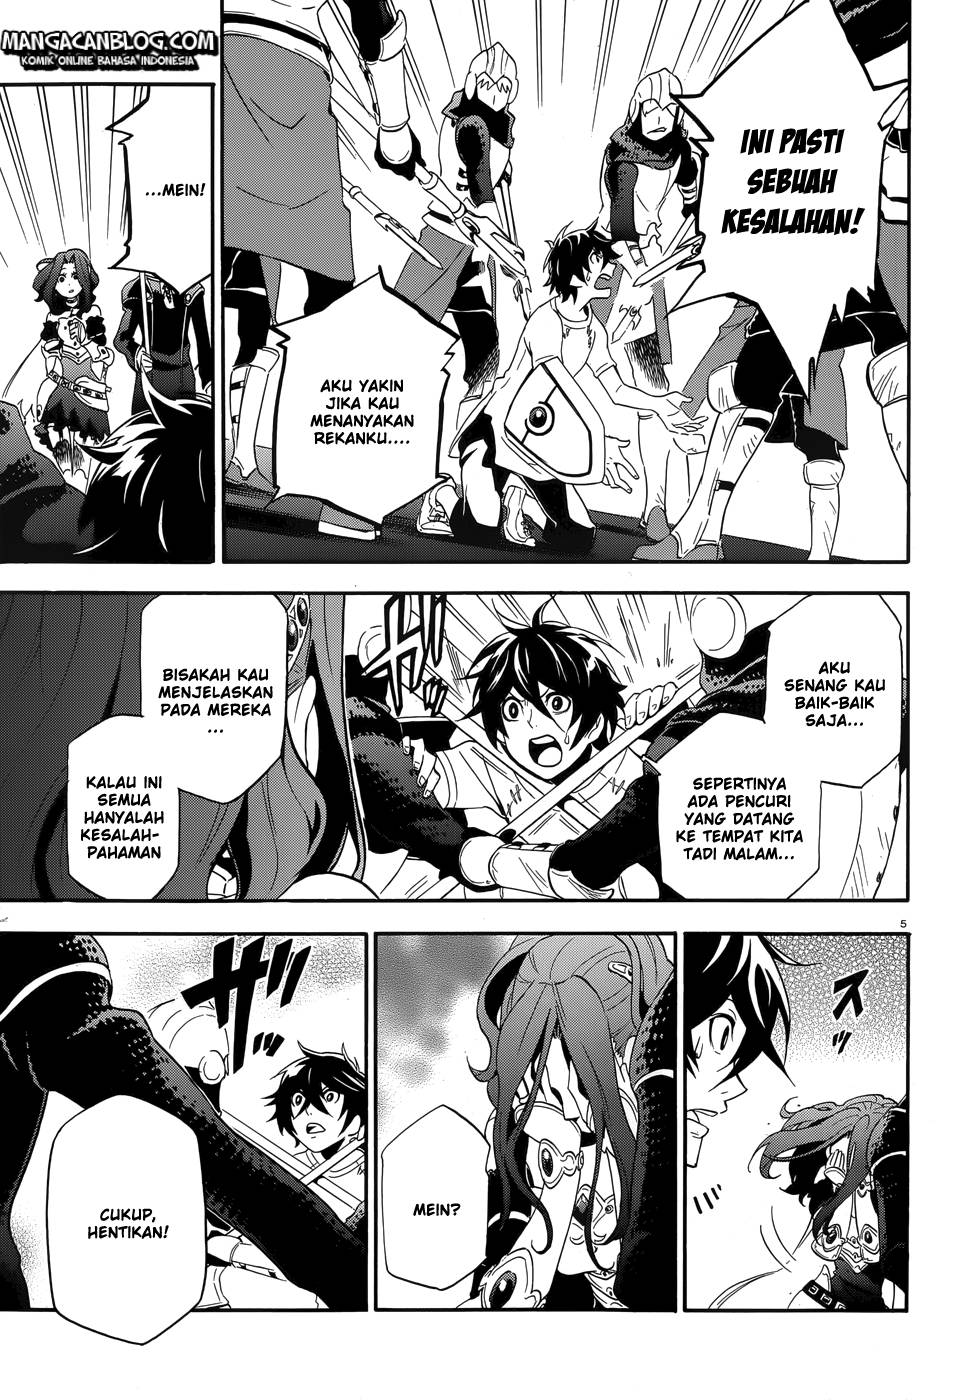 MANGACANBLOG.COM
KOMIK ONLINE BAHASA INDONESIA
INI PASTI
SEBUAH
KESALAHAN!
AKU YAKIN
JIKA KAU
MENANYAKAN
REKANKU....
...MEIN!
AKU
SENANG KAU
BAIK-BAIK
SAJA...
SEPERTINYA
ADA PENCURI
YANG DATANG
KE TEMPAT KITA
TADI MALAM...
BISAKAH KAU
MENJELASKAN
PADA MEREKA
...
KALAU INI
SEMUA
HANYALAH
KESALAH-
PAHAMAN
5
ス
MEIN?
CUKUP,
HENTIKAN!